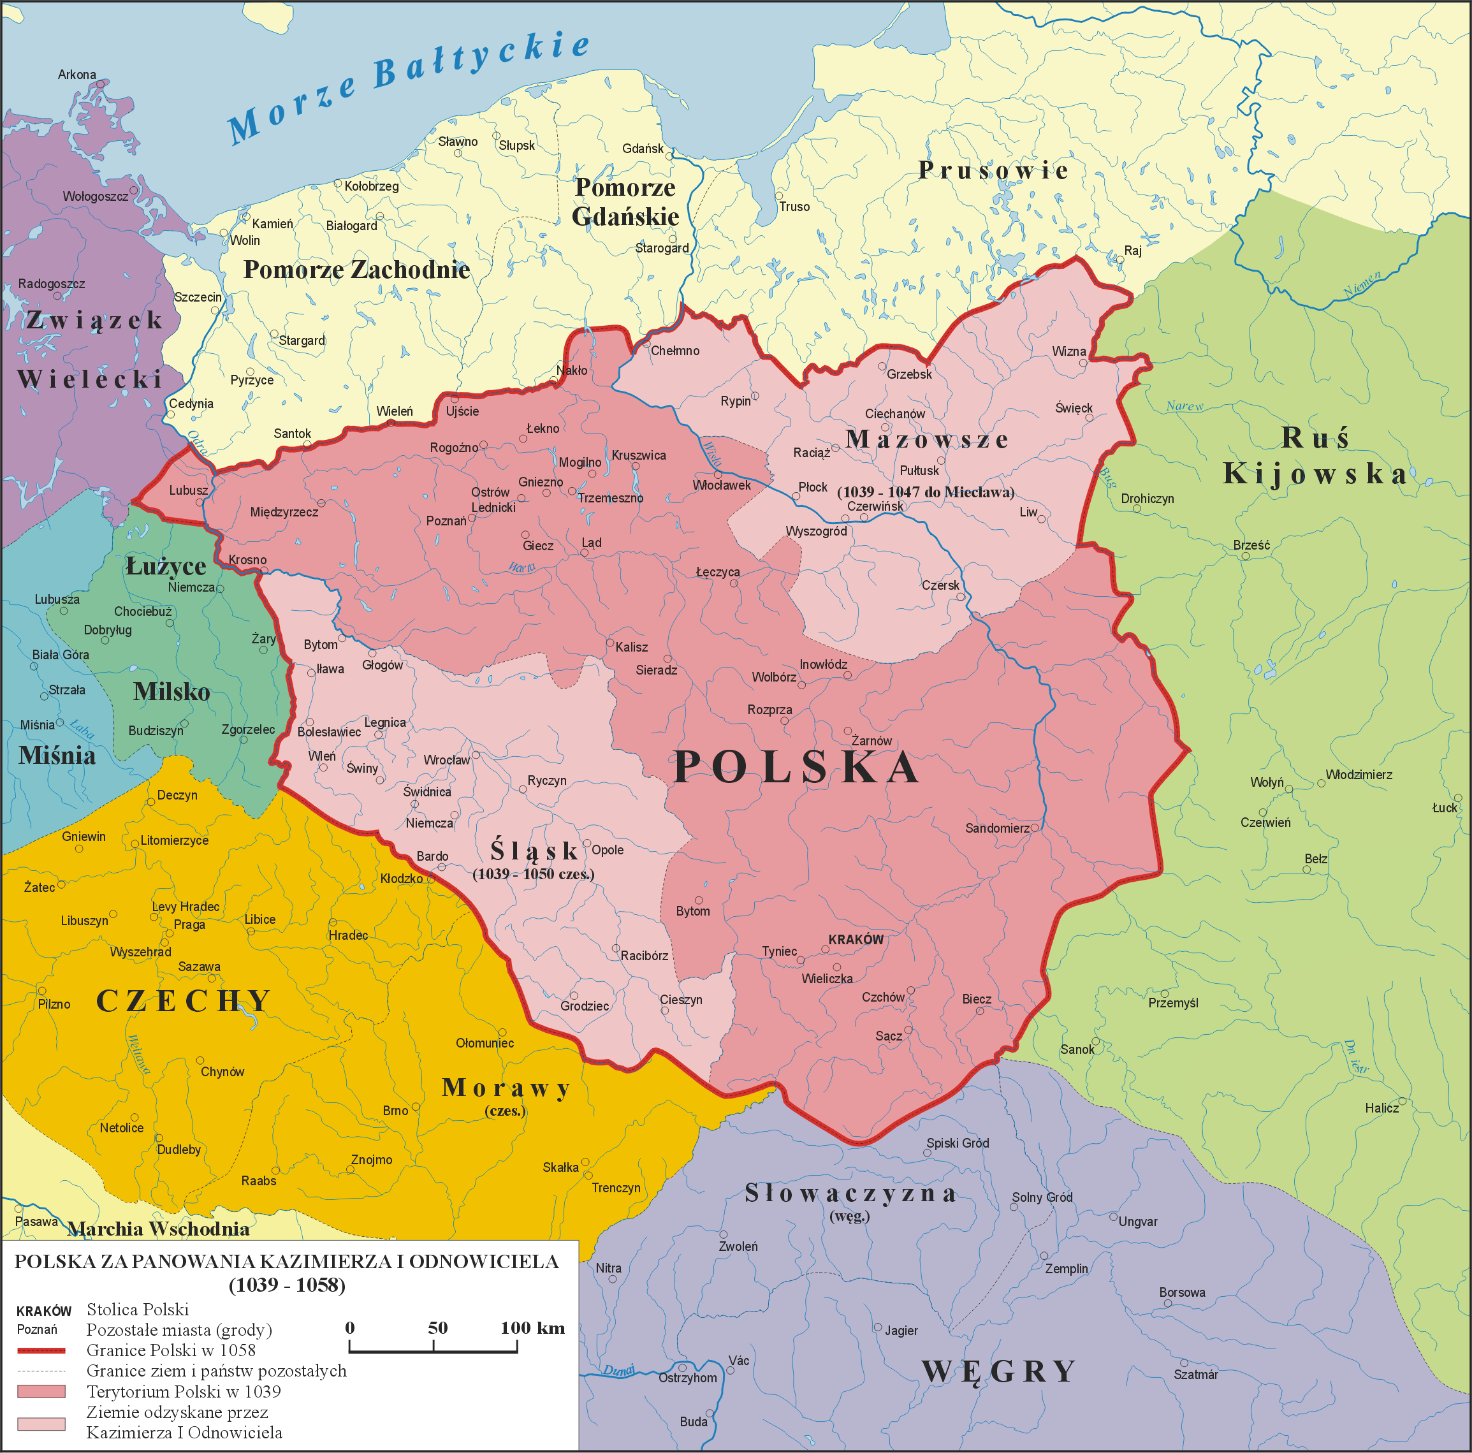 Morze Bałtyckie
Arkona
Sławno
Słupsk
Gdańsk
Prusowie
Wołogoszcz
Kołobrzeg
Pomorze
Gdańskie
Truso
Kamień
Białogard
Wolin
Starogard
Raj
Pomorze Zachodnie
Radogoszcz
Szczecin
Niemen
Związek
Wielecki
Stargard
Chełmno
Wizna
Nakło
Grzebsk
Pyrzyce
Cedynia
Wieleń
Ujście
Rypin
Święck
Narew
Ciechanów
Santok
Odra
Łekno
Mazowsze
Ruś
Kijowska
Rogoźno
Mogilno
Kruszwica
Wisła
Raciąż
Pułtusk
Bug
Lubusz
Gniezno
Włocławek
Płock
(1039 - 1047 do Miecława)
Drohiczyn
Ostrów
Lednicki
Trzemeszno
Czerwińsk
Międzyrzecz
Poznań
Liw
Wyszogród
Giecz
Ląd
Brześć
Krosno
Warta
Łęczyca
Łużyce
Niemcza
Czersk
Lubusza
Chociebuż
Dobryług
Żary
Bytom
Kalisz
Biała Góra
Głogów
Iława
Sieradz
Inowłódz
Wolbórz
Strzała
Milsko
Miśnia
Łaba
Budziszyn
Zgorzelec
Bolesławiec
Legnica
Rozprza
Żarnów
Miśnia
Wleń
Świny
Wrocław
POLSKA
Ryczyn
Włodzimierz
Wołyń
Deczyn
Świdnica
Łuck
Niemcza
Czerwień
Gniewin
Litomierzyce
Sandomierz
Śląsk
Opole
(1039 - 1050 czes.)
Bardo
Bełz
Kłodzko
Żatec
Levy Hradec
Libuszyn
Praga
Libice
Bytom
Hradec
KRAKÓW
Wyszehrad
Tyniec
Racibórz
Sazawa
Wieliczka
CZECHY
Pilzno
Grodziec
Cieszyn
Czchów
Biecz
Przemyśl
Sącz
Ołomuniec
Sanok
Wełtawa
Dniestr
Chynów
Morawy
(czes.)
Brno
Halicz
Netolice
Dudleby
Spiski Gród
Znojmo
Skałka
Raabs
Trenczyn
Słowaczyzna
(węg.)
Solny Gród
Pasawa
Marchia Wschodnia
Ungvar
Zwoleń
Nitra
Zemplin
Borsowa
Jagier
Vác
WĘGRY
Dunaj
Ostrzyhom
Szatmár
Buda
POLSKA ZA PANOWANIA KAZIMIERZA I ODNOWICIELA
(1039 - 1058)
KRAKÓW Stolica Polski
Poznań Pozostałe miasta (grody)
0 50 100 km
Granice Polski w 1058
Granice ziem i państw pozostałych
Terytorium Polski w 1039
Ziemie odzyskane przez
Kazimierza I Odnowiciela